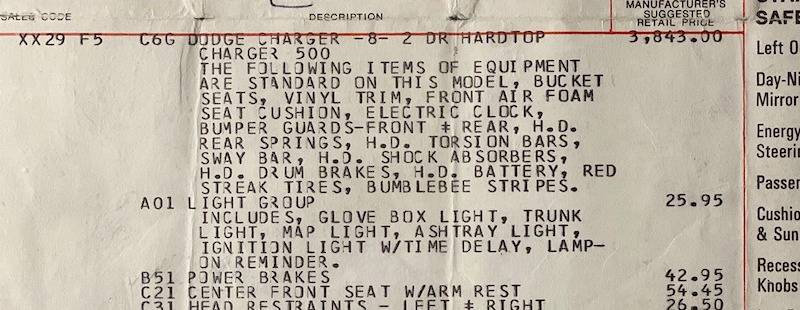 SALES CODE DESCRIPTION MANUFACTURER'S SUGGESTED RETAIL PRICE
XX29 F5 C6G DODGE CHARGER -8- 2 DR HARDTOP 3,843.00
CHARGER 500
THE FOLLOWING ITEMS OF EQUIPMENT
ARE STANDARD ON THIS MODEL, BUCKET
SEATS, VINYL TRIM, FRONT AIR FOAM
SEAT CUSHION, ELECTRIC CLOCK,
BUMPER GUARDS-FRONT ‡ REAR, H.D.
REAR SPRINGS, H.D. TORSION BARS,
SWAY BAR, H.D. SHOCK ABSORBERS,
H.D. DRUM BRAKES, H.D. BATTERY, RED
STREAK TIRES, BUMBLEBEE STRIPES.
A01 LIGHT GROUP 25.95
INCLUDES, GLOVE BOX LIGHT, TRUNK
LIGHT, MAP LIGHT, ASHTRAY LIGHT,
IGNITION LIGHT W/TIME DELAY, LAMP-
ON REMINDER.
B51 POWER BRAKES 42.95
C21 CENTER FRONT SEAT W/ARM REST 54.45
C31 HEAD RESTRAINTS - LEFT ‡ RIGHT 26.50
SAFE
Left O
Day-Ni
Mirror
Energy
Steerin
Passen
Cushio
& Sun
Recess
Knobs